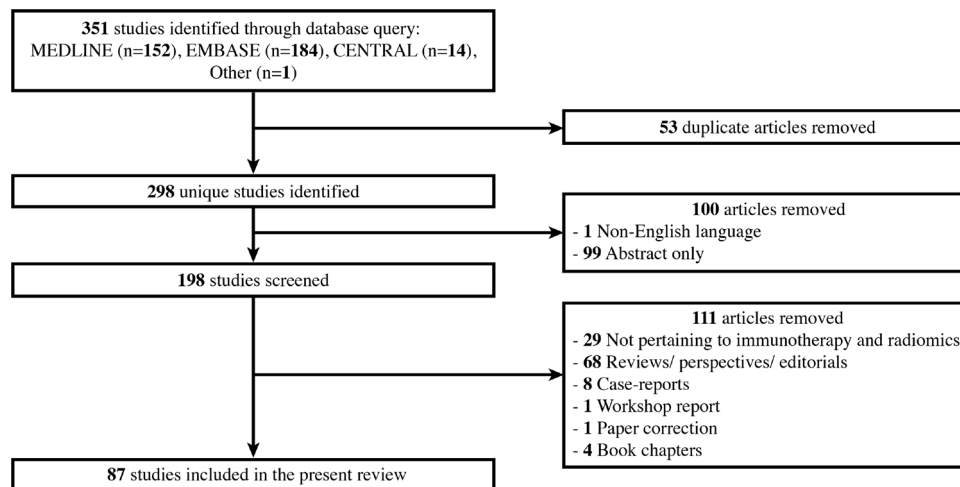 351 studies identified through database query:
MEDLINE (n=152), EMBASE (n=184), CENTRAL (n=14),
Other (n=1)
53 duplicate articles removed
298 unique studies identified
100 articles removed
- 1 Non-English language
- 99 Abstract only
198 studies screened
111 articles removed
- 29 Not pertaining to immunotherapy and radiomics
- 68 Reviews/ perspectives/ editorials
- 8 Case-reports
- 1 Workshop report
- 1 Paper correction
- 4 Book chapters
87 studies included in the present review